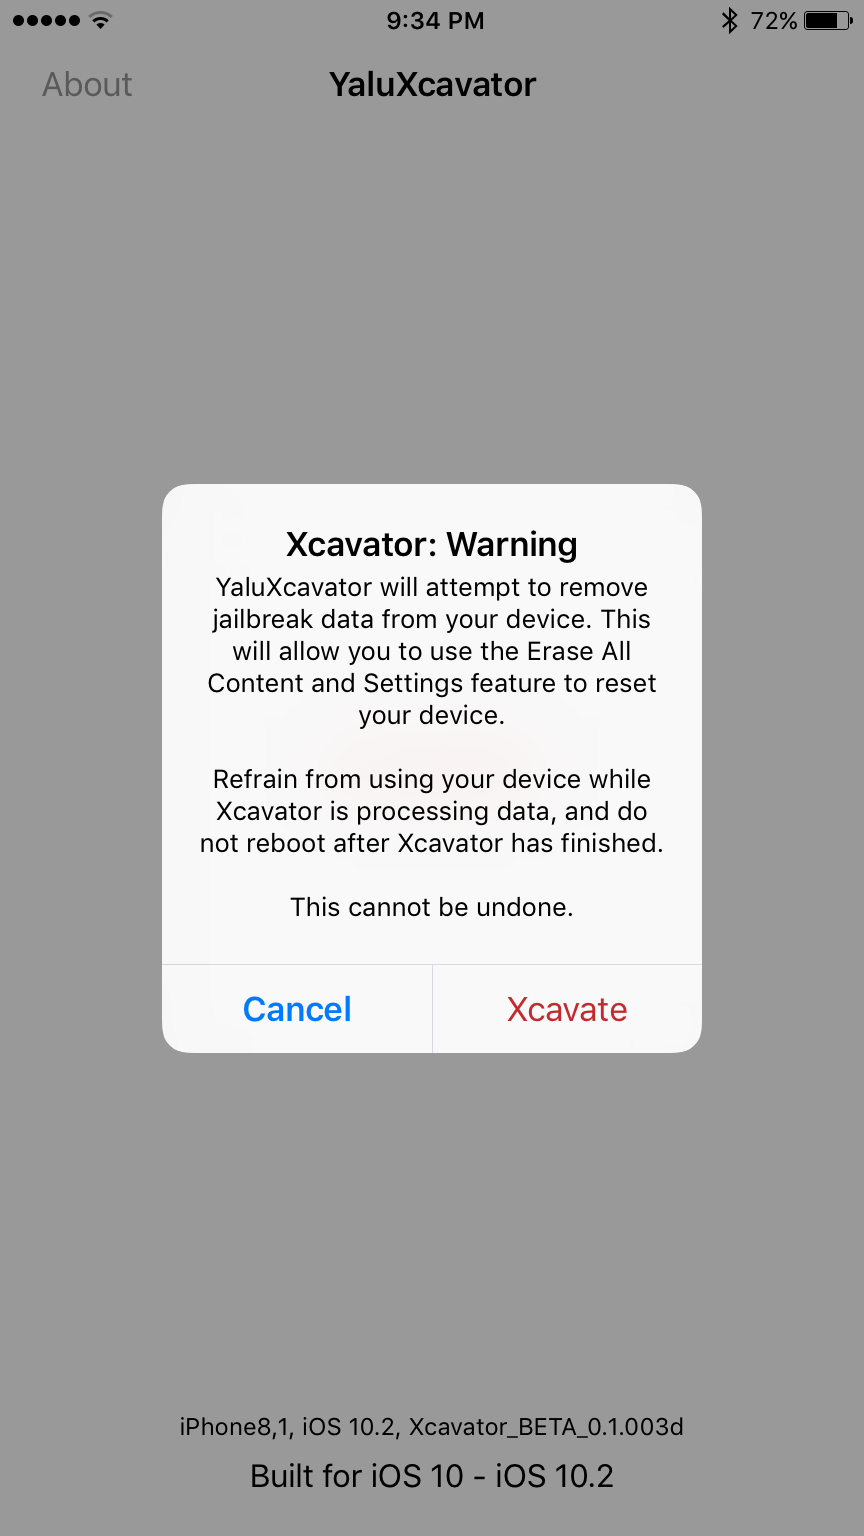 9:34 PM
72%
About
YaluXcavator
Xcavator: Warning
YaluXcavator will attempt to remove
jailbreak data from your device. This
will allow you to use the Erase All
Content and Settings feature to reset
your device.
Refrain from using your device while
Xcavator is processing data, and do
not reboot after Xcavator has finished.
This cannot be undone.
Cancel
Xcavate
iPhone8,1, iOS 10.2, Xcavator_BETA_0.1.003d
Built for iOS 10 - iOS 10.2